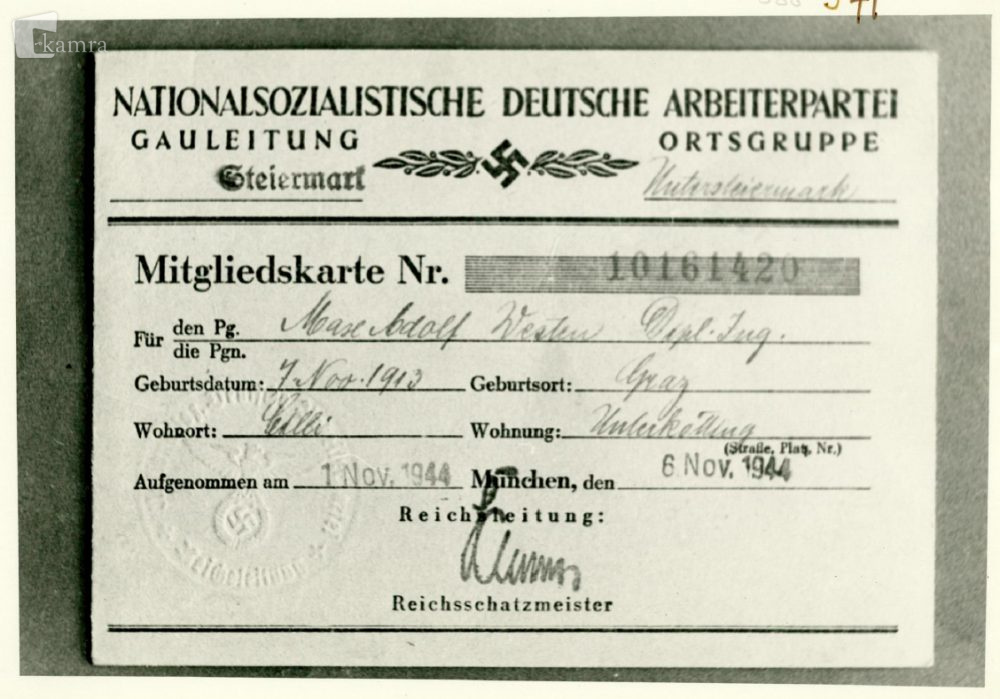 kamra
NATIONALSOZIALISTISCHE DEUTSCHE ARBEITERPARTEI
GAULEITUNG ORTSGRUPPE
Steiermark Untersteiermark
Mitgliedskarte Nr. 10161420
Für den Pg. Max Adolf Westen Dipl. Ing.
die Pgn.
Geburtsdatum: 7 Nov. 1913 Geburtsort: Graz
Wohnort: Cilli Wohnung: Unterkötting
(Straße, Platz, Nr.)
Aufgenommen am 1 Nov. 1944 München, den 6 Nov. 1944
Reichsleitung:
Reichsschatzmeister